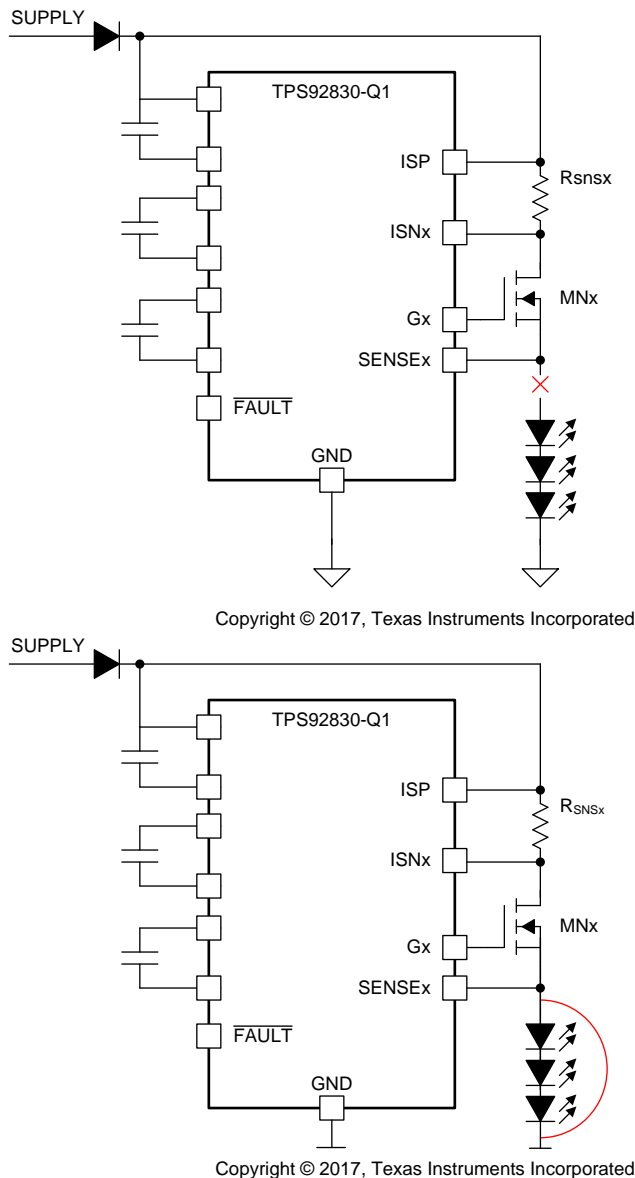 SUPPLY
TPS92830-Q1
ISP
Rsnsx
ISNx
MNx
Gx
SENSEx
FAULT
GND
Copyright © 2017, Texas Instruments Incorporated
SUPPLY
TPS92830-Q1
ISP
RSNSx
ISNx
MNx
Gx
SENSEx
FAULT
GND
Copyright © 2017, Texas Instruments Incorporated